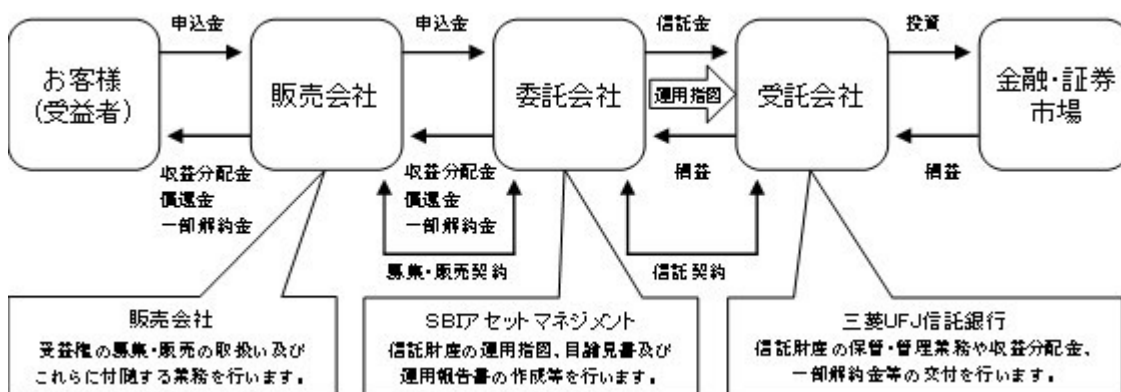 申込金
申込金
信託金
投資
お客様
(受益者)
販売会社
委託会社
運用指図
受託会社
金融・証券
市場
収益分配金
償還金
一部解約金
収益分配金
償還金
一部解約金
損益
損益
募集・販売契約
信託契約
販売会社
受益権の募集・販売の取扱い及び
これらに付随する業務を行います。
SBIアセットマネジメント
信託財産の運用指図、目論見書及び
運用報告書の作成等を行います。
三菱UFJ信託銀行
信託財産の保管・管理業務や収益分配金、
一部解約金等の交付を行います。